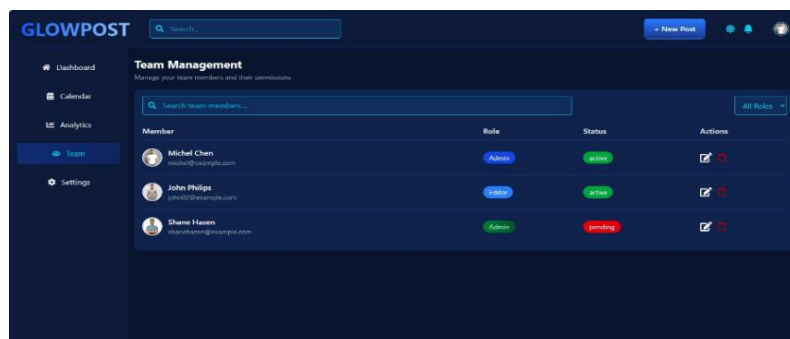 GLOWPOST
+ New Post
Dashboard
Calendar
Analytics
Team
Settings
Team Management
Manage your team members and their permissions
Search team members ...
All Roles
Member Role Status Actions
Michel Chen Admin active
michel@example.com
John Philips Editor active
john02@example.com
Shane Hazen Admin pending
shanehazen@example.com